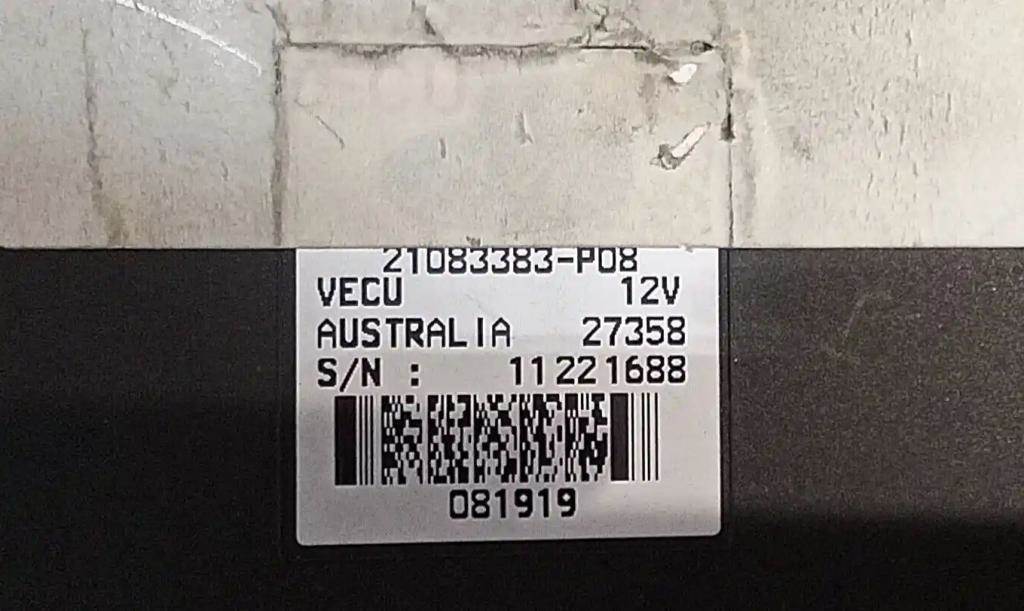 21083383-P08
VECU 12V
AUSTRALIA 27358
S/N : 11221688
081919